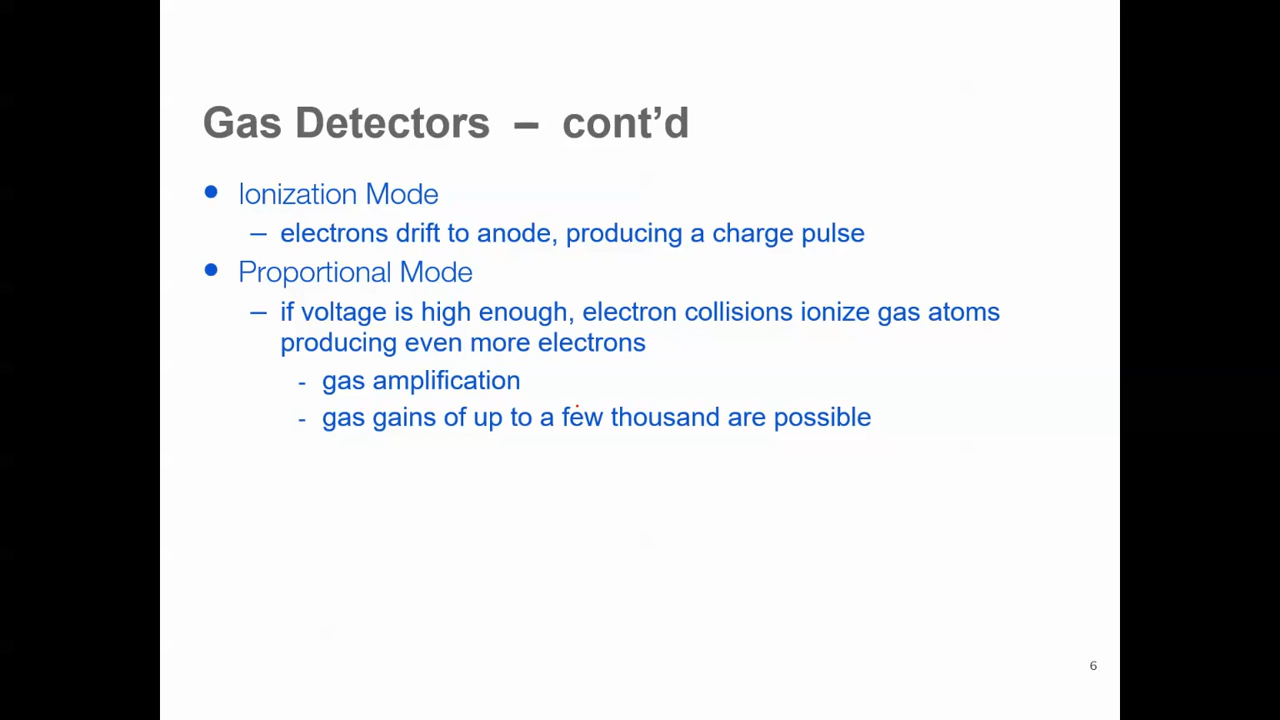 Gas Detectors – cont’d
● Ionization Mode
– electrons drift to anode, producing a charge pulse
● Proportional Mode
– if voltage is high enough, electron collisions ionize gas atoms
producing even more electrons
- gas amplification
- gas gains of up to a few thousand are possible
6